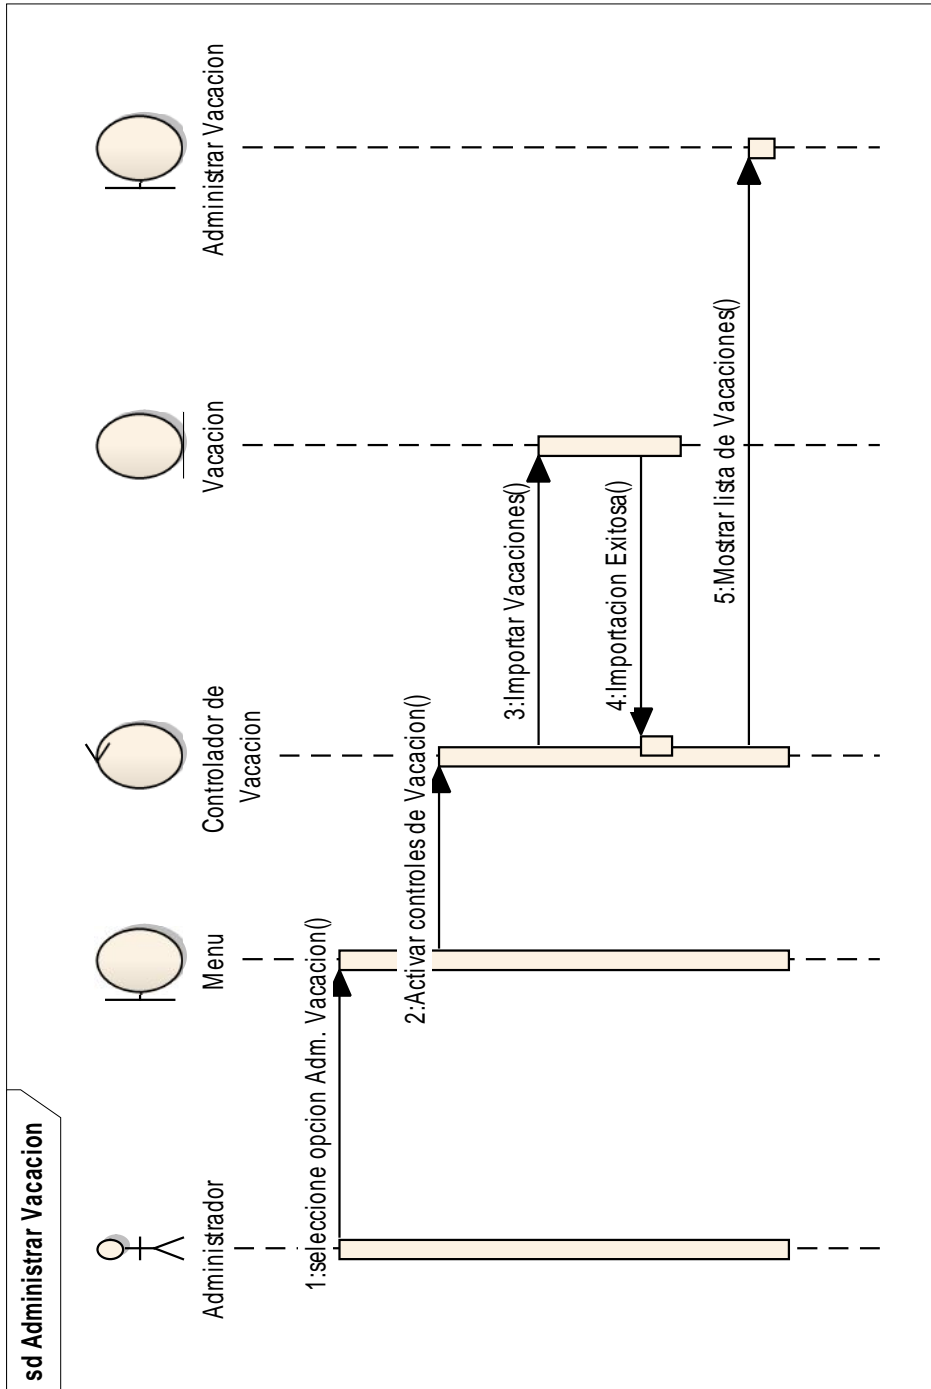 sd Administrar Vacacion
Administrador
Menu
Controlador de
Vacacion
Vacacion
Administrar Vacacion
1:seleccione opcion Adm. Vacacion()
2:Activar controles de Vacacion()
3:Importar Vacaciones()
4:Importacion Exitosa()
5:Mostrar lista de Vacaciones()